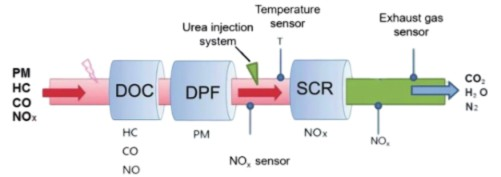 Temperature
sensor
Urea injection
system
Exhaust gas
sensor
T
PM
HC
CO
NOx
DOC
DPF
SCR
CO₂
H₂ O
N₂
HC
CO
NO
PM
NOₓ sensor
NOx
NOₓ